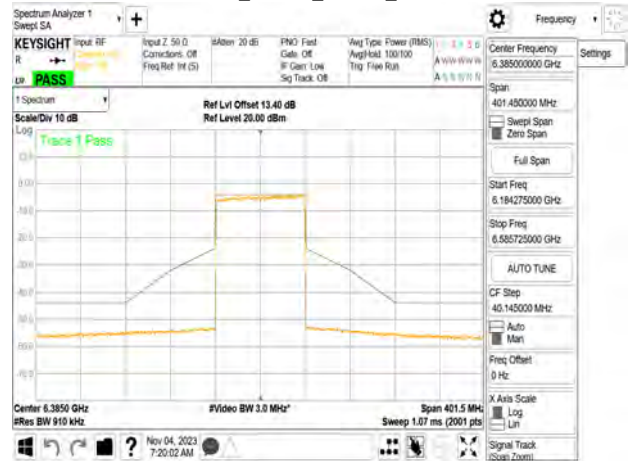 Spectrum Analyzer 1
Swept SA
Frequency
KEYSIGHT
Input: RF
Input Z: 50 Ω
#Atten: 20 dB
PNO: Fast
Avg Type: Power (RMS)
Corrections: Off
Gate: Off
Avg|Hold: 100/100
Freq Ref: Int (S)
IF Gain: Low
Trig: Free Run
Sig Track: Off
PASS
Center Frequency
6.385000000 GHz
Settings
Span
401.450000 MHz
Swept Span
Zero Span
Full Span
Start Freq
6.184275000 GHz
Stop Freq
6.585725000 GHz
AUTO TUNE
CF Step
40.145000 MHz
Auto
Man
Freq Offset
0 Hz
X Axis Scale
Log
Lin
Signal Track
(Span Zoom)
1 Spectrum
Ref Lvl Offset 13.40 dB
Scale/Div 10 dB
Ref Level 20.00 dBm
Log
Trace 1 Pass
Center 6.3850 GHz
#Video BW 3.0 MHz*
Span 401.5 MHz
#Res BW 910 kHz
Sweep 1.07 ms (2001 pts
Nov 04, 2023
7:20:02 AM